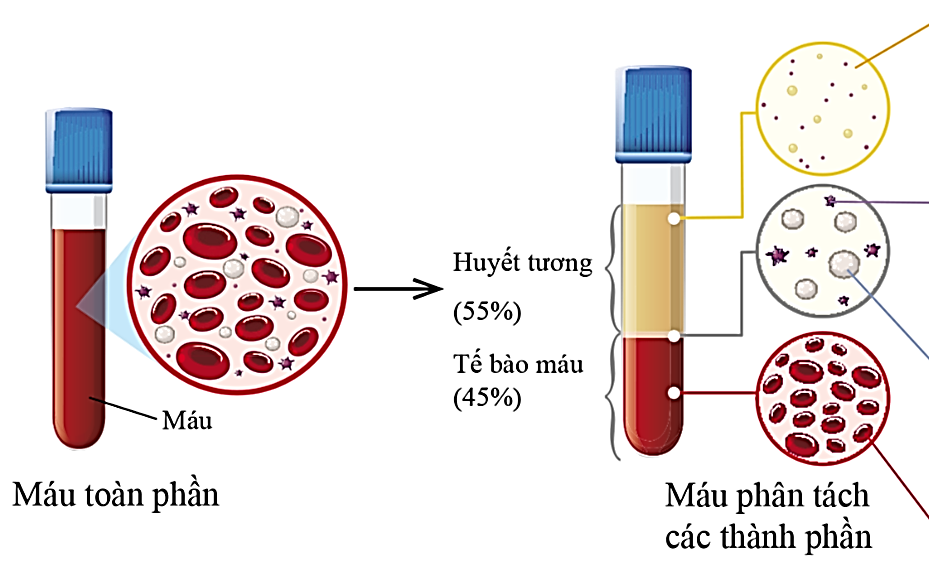 Máu
Máu toàn phần
Huyết tương
(55%)
Tế bào máu
(45%)
Máu phân tách
các thành phần